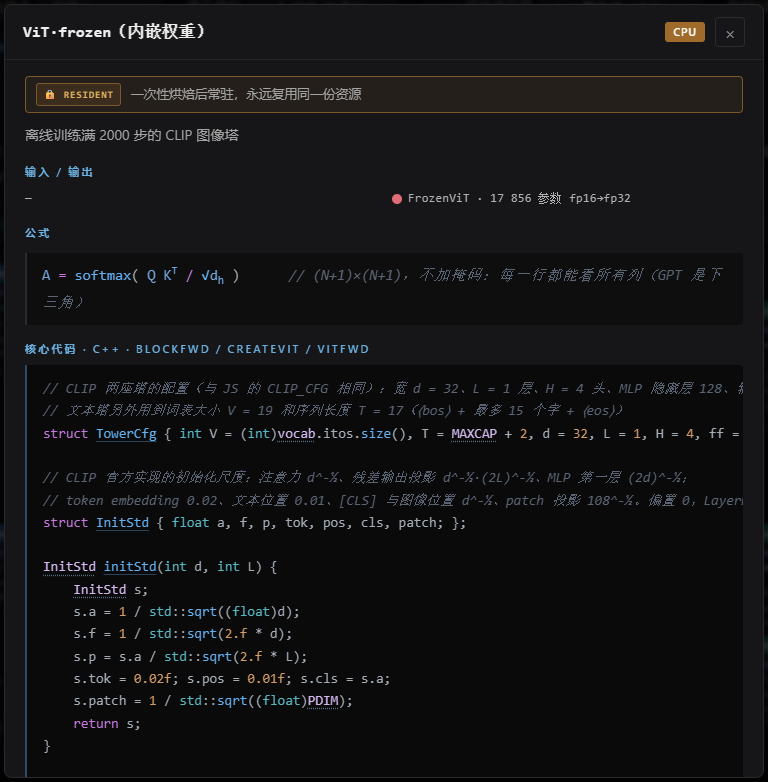 ViT·frozen（内嵌权重）
CPU
×
RESIDENT 一次性烘焙后常驻，永远复用同一份资源
离线训练满 2000 步的 CLIP 图像塔
输入 / 输出
— FrozenViT · 17 856 参数 fp16→fp32
公式
A = softmax( Q Kᵀ / √dₕ ) // (N+1)×(N+1)，不加掩码：每一行都能看所有列（GPT 是下
三角）
核心代码 · C++ · BLOCKFWD / CREATEVIT / VITFWD
// CLIP 两座塔的配置（与 JS 的 CLIP_CFG 相同）：宽 d = 32、L = 1 层、H = 4 头、MLP 隐藏层 128、
// 文本塔另外用到词表大小 V = 19 和序列长度 T = 17（⟨bos⟩ + 最多 15 个字 + ⟨eos⟩）
struct TowerCfg { int V = (int)vocab.itos.size(), T = MAXCAP + 2, d = 32, L = 1, H = 4, ff =
// CLIP 官方实现的初始化尺度：注意力 d^-½、残差输出投影 d^-½·(2L)^-½、MLP 第一层 (2d)^-½；
// token embedding 0.02、文本位置 0.01、[CLS] 与图像位置 d^-½、patch 投影 108^-½。偏置 0，
struct InitStd { float a, f, p, tok, pos, cls, patch; };
InitStd initStd(int d, int L) {
InitStd s;
s.a = 1 / std::sqrt((float)d);
s.f = 1 / std::sqrt(2.f * d);
s.p = s.a / std::sqrt(2.f * L);
s.tok = 0.02f; s.pos = 0.01f; s.cls = s.a;
s.patch = 1 / std::sqrt((float)PDIM);
return s;
}